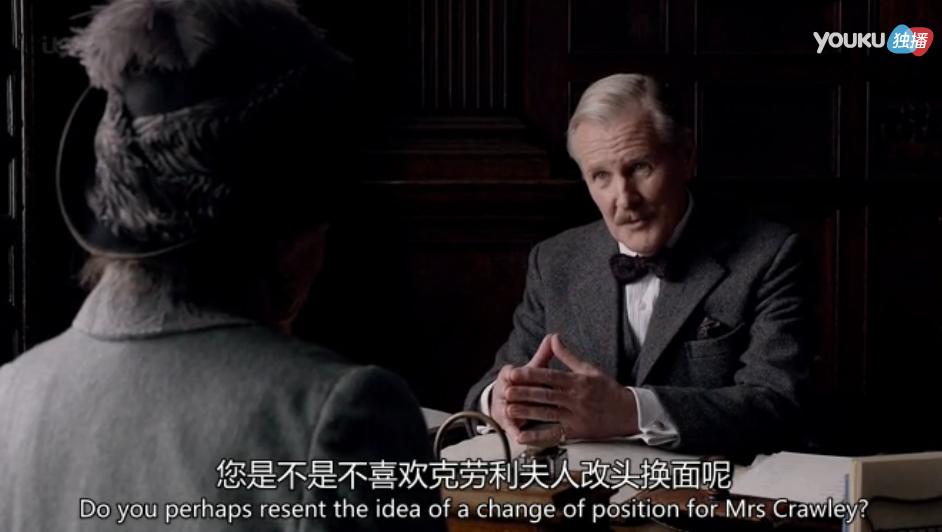 YOUKU 独播
您是不是不喜欢克劳利夫人改头换面呢
Do you perhaps resent the idea of a change of position for Mrs Crawley?